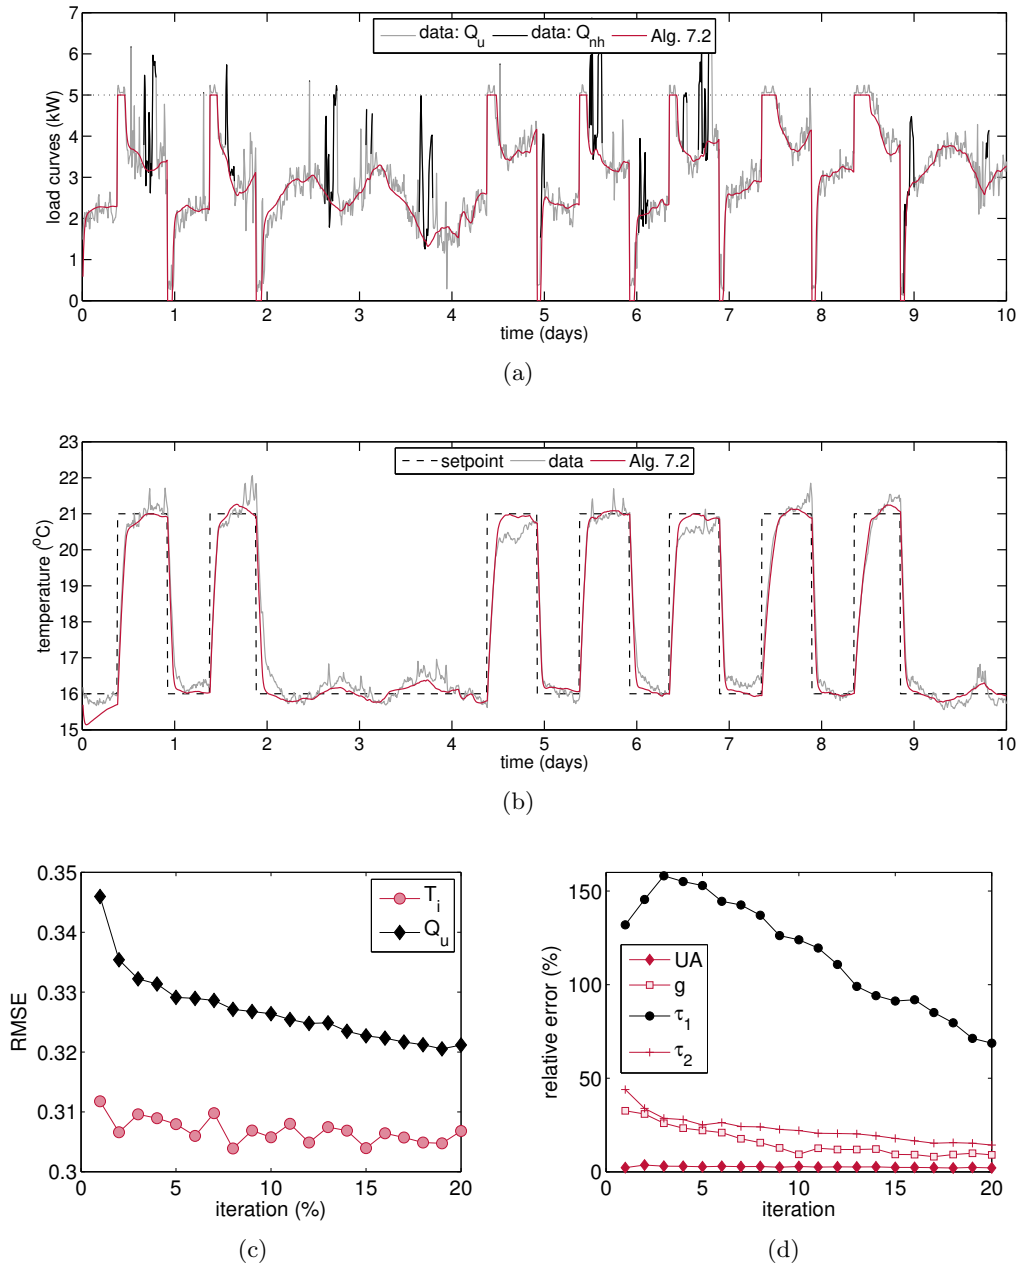 7
6
5
4
3
2
1
0
load curves (kW)
data: Q_u data: Q_nh Alg. 7.2
0 1 2 3 4 5 6 7 8 9 10
time (days)
(a)
23
22
21
20
19
18
17
16
15
temperature (⁰C)
setpoint data Alg. 7.2
0 1 2 3 4 5 6 7 8 9 10
time (days)
(b)
0.35
0.34
0.33
0.32
0.31
0.3
RMSE
T_i
Q_u
0 5 10 15 20
iteration (%)
(c)
150
100
50
0
relative error (%)
UA
g
τ_1
τ_2
0 5 10 15 20
iteration
(d)